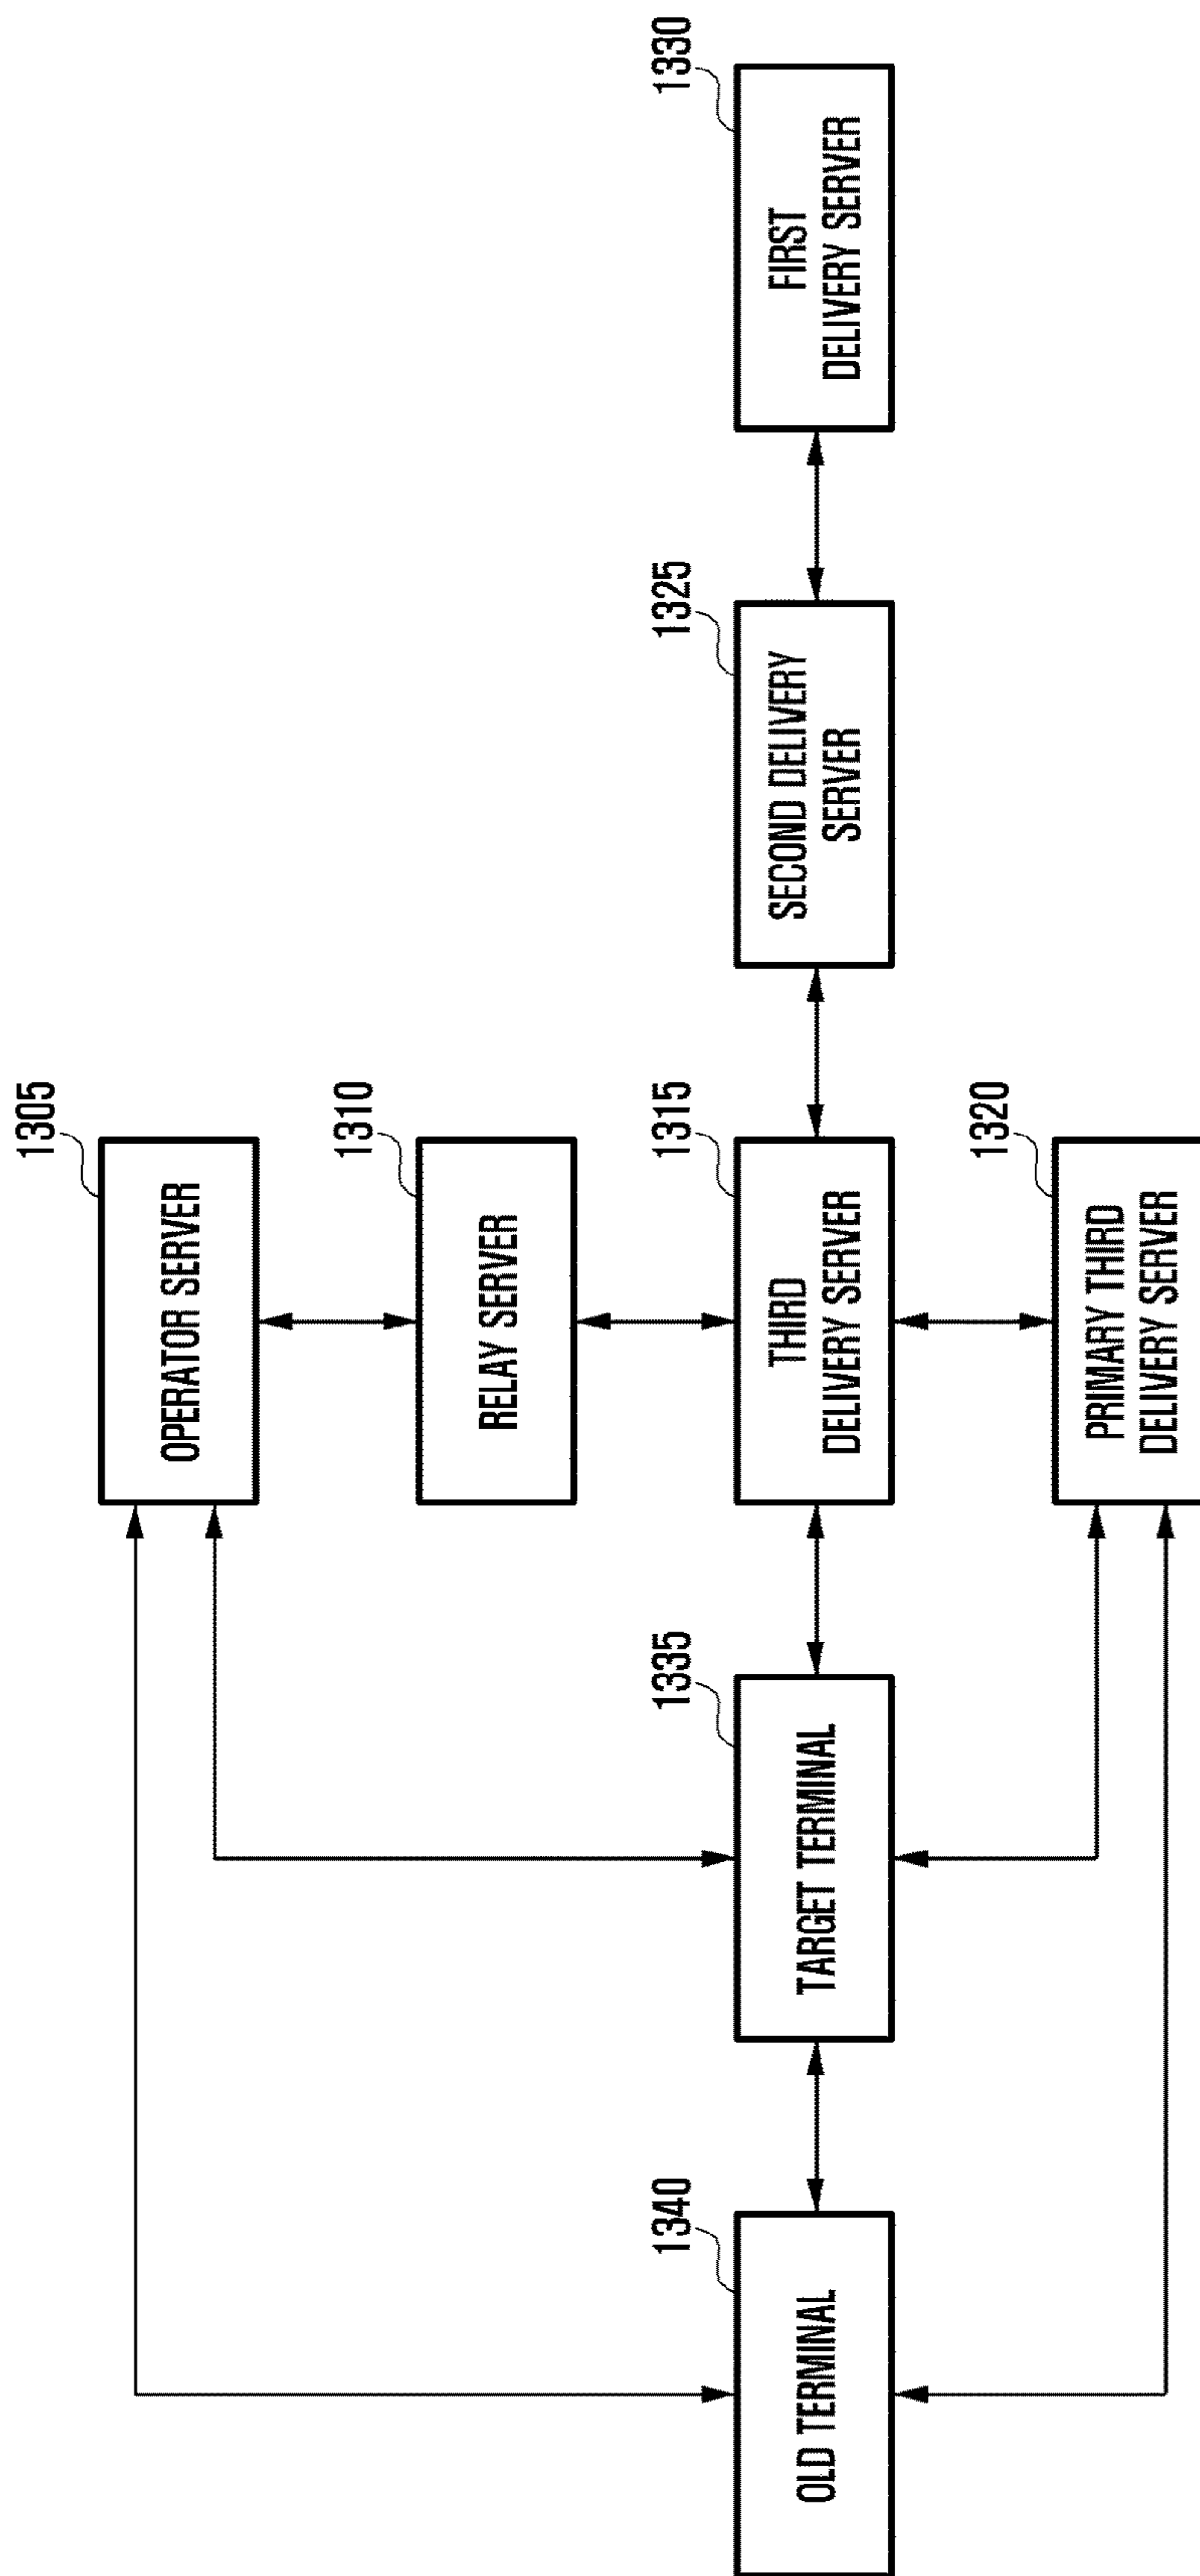 1305
OPERATOR SERVER
1310
RELAY SERVER
1340
OLD TERMINAL
1335
TARGET TERMINAL
1315
THIRD
DELIVERY SERVER
1325
SECOND DELIVERY
SERVER
1330
FIRST
DELIVERY SERVER
1320
PRIMARY THIRD
DELIVERY SERVER